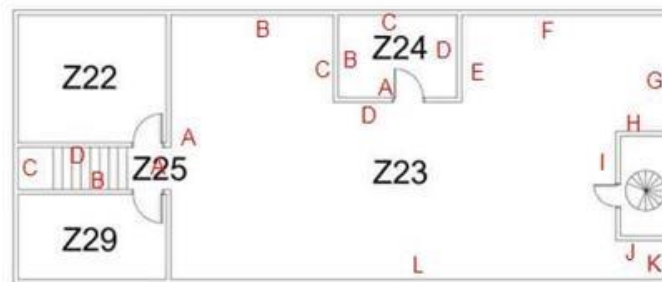 B C F
Z24
B D
C E
Z22 G
A
D H
A
D I
C Z25 A Z23
B
Z29 J K
L